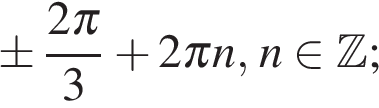 ± 2π/3 + 2πn, n ∈ ℤ;